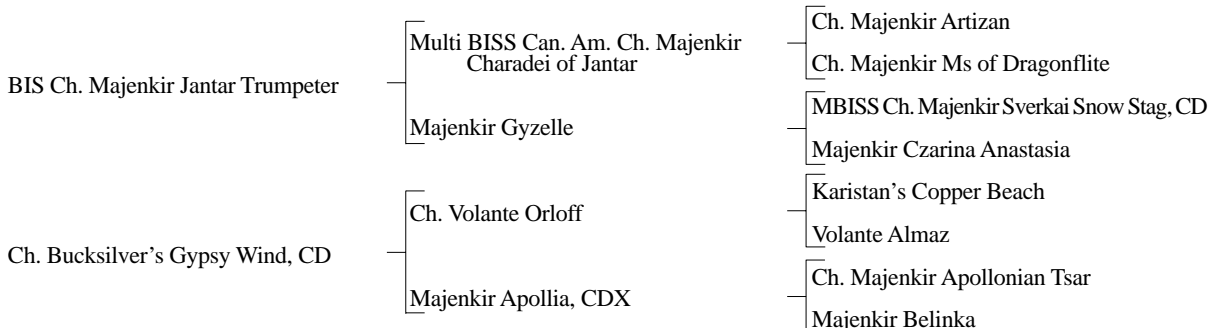 Ch. Majenkir Artizan
Multi BISS Can. Am. Ch. Majenkir
Charadei of Jantar
Ch. Majenkir Ms of Dragonflite
BIS Ch. Majenkir Jantar Trumpeter
MBISS Ch. Majenkir Sverkai Snow Stag, CD
Majenkir Gyzelle
Majenkir Czarina Anastasia
Karistan’s Copper Beach
Ch. Volante Orloff
Volante Almaz
Ch. Bucksilver’s Gypsy Wind, CD
Ch. Majenkir Apollonian Tsar
Majenkir Apollia, CDX
Majenkir Belinka